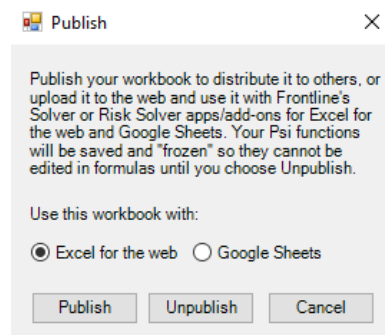 Publish
Publish your workbook to distribute it to others, or
upload it to the web and use it with Frontline's
Solver or Risk Solver apps/add-ons for Excel for
the web and Google Sheets. Your Psi functions
will be saved and "frozen" so they cannot be
edited in formulas until you choose Unpublish.
Use this workbook with:
Excel for the web Google Sheets
Publish Unpublish Cancel